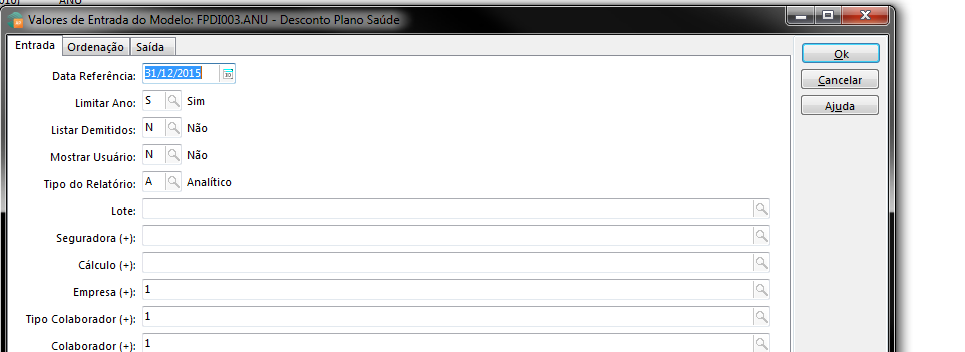 ANU
Valores de Entrada do Modelo: FPDI003.ANU - Desconto Plano Saúde
Entrada Ordenação Saída
Data Referência: 31/12/2015
Limitar Ano: S Sim
Listar Demitidos: N Não
Mostrar Usuário: N Não
Tipo do Relatório: A Analítico
Lote:
Seguradora (+):
Cálculo (+):
Empresa (+): 1
Tipo Colaborador (+): 1
Colaborador (+): 1
Ok
Cancelar
Ajuda